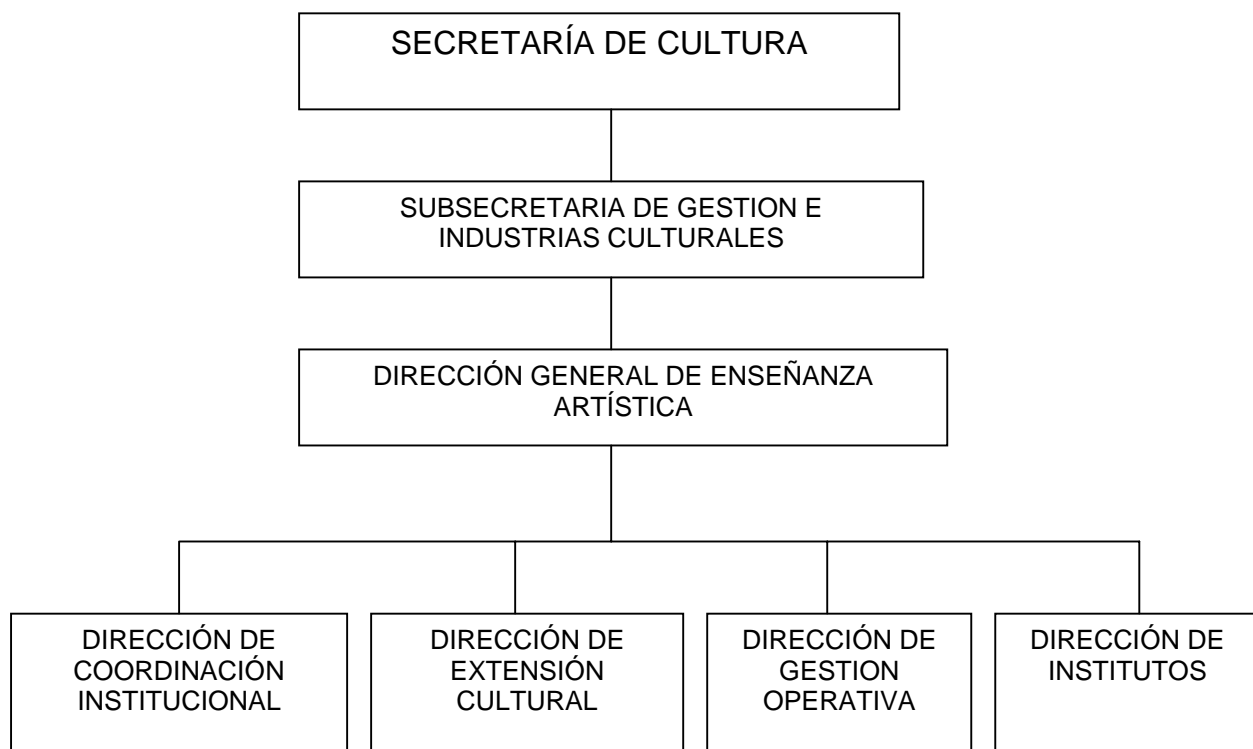 SECRETARÍA DE CULTURA
SUBSECRETARIA DE GESTION E
INDUSTRIAS CULTURALES
DIRECCIÓN GENERAL DE ENSEÑANZA
ARTÍSTICA
DIRECCIÓN DE
COORDINACIÓN
INSTITUCIONAL
DIRECCIÓN DE
EXTENSIÓN
CULTURAL
DIRECCIÓN DE
GESTION
OPERATIVA
DIRECCIÓN DE
INSTITUTOS